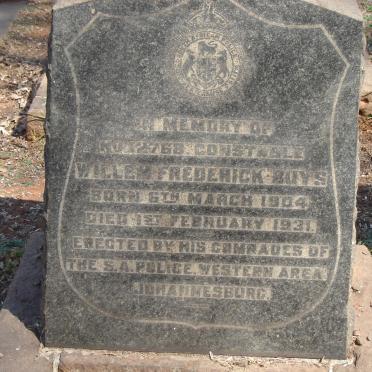 IN MEMORY OF
NO 12768 CONSTABLE
WILLEM FREDERICK BUYS
BORN 6TH MARCH 1904
DIED 1ST FEBRUARY 1931.
ERECTED BY HIS COMRADES OF
THE S.A. POLICE, WESTERN AREA,
JOHANNESBURG.